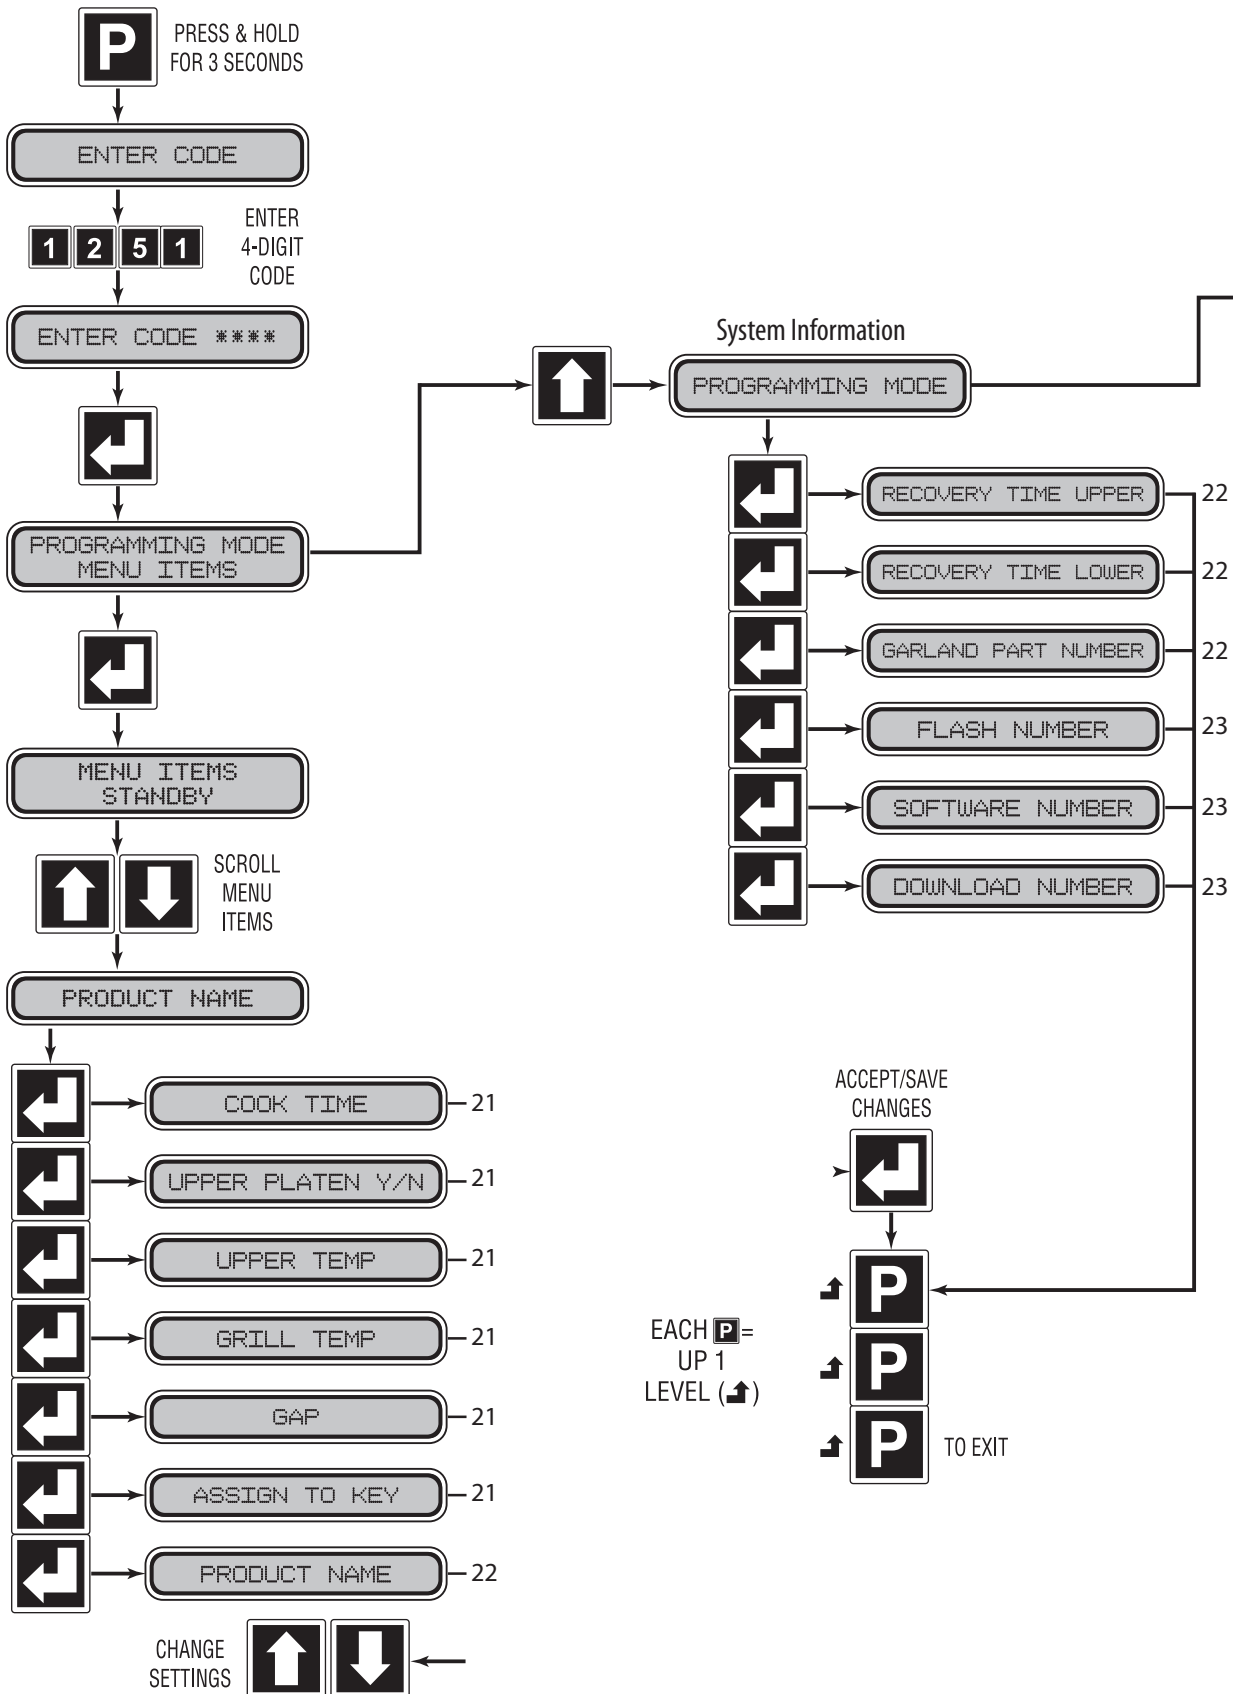 P
PRESS & HOLD
FOR 3 SECONDS
ENTER CODE
1 2 5 1
ENTER
4-DIGIT
CODE
ENTER CODE ****
PROGRAMMING MODE
MENU ITEMS
MENU ITEMS
STANDBY
SCROLL
MENU
ITEMS
PRODUCT NAME
COOK TIME 21
UPPER PLATEN Y/N 21
UPPER TEMP 21
GRILL TEMP 21
GAP 21
ASSIGN TO KEY 21
PRODUCT NAME 22
CHANGE
SETTINGS
System Information
PROGRAMMING MODE
RECOVERY TIME UPPER 22
RECOVERY TIME LOWER 22
GARLAND PART NUMBER 22
FLASH NUMBER 23
SOFTWARE NUMBER 23
DOWNLOAD NUMBER 23
ACCEPT/SAVE
CHANGES
EACH P =
UP 1
LEVEL ( )
P
P
P TO EXIT